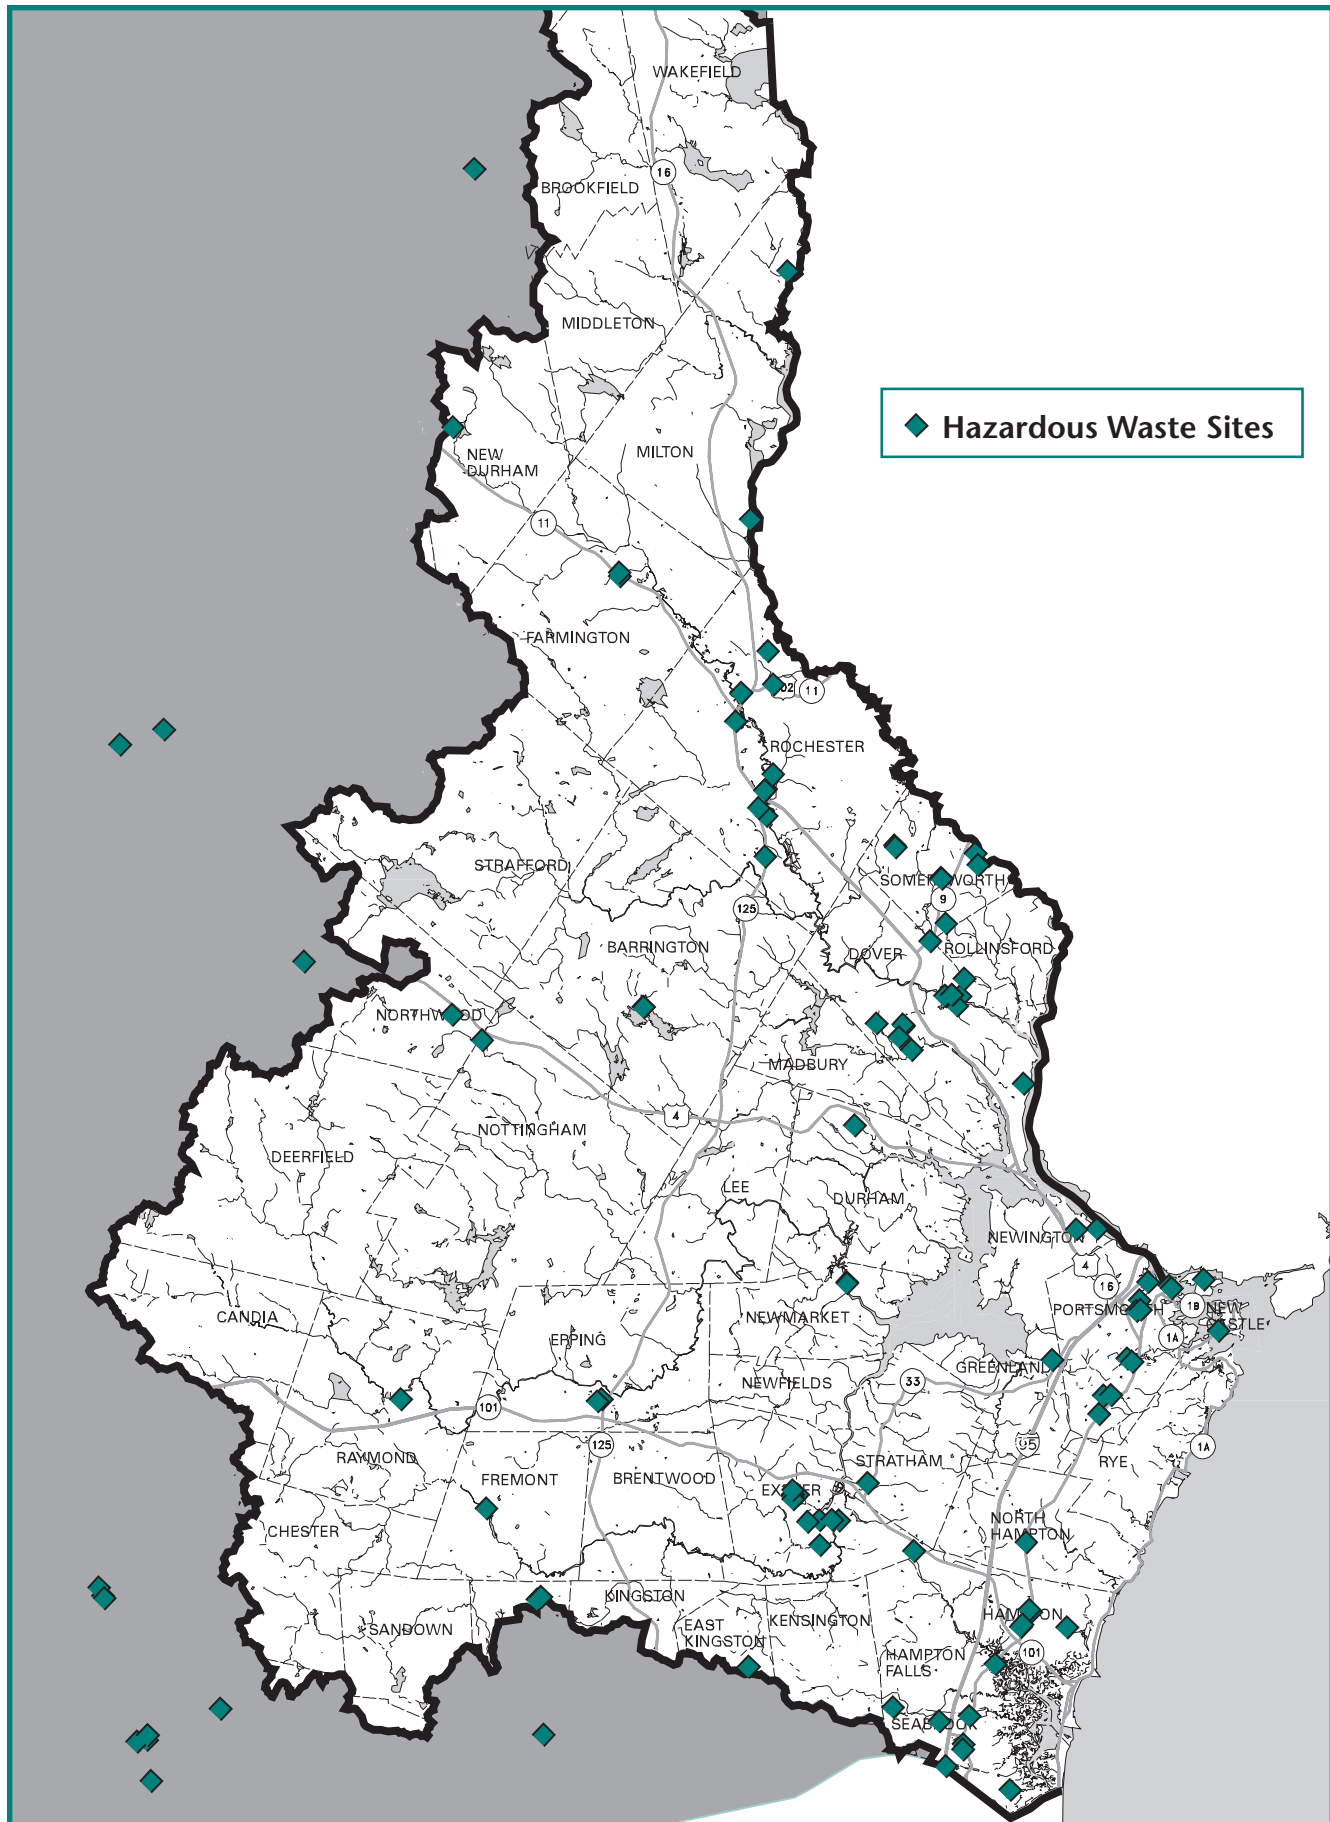 WAKEFIELD
16
BROOKFIELD
MIDDLETON
Hazardous Waste Sites
NEW
DURHAM
MILTON
11
FARMINGTON
11
ROCHESTER
STRAFFORD
SOMERSWORTH
9
125
BARRINGTON
DOVER
ROLLINSFORD
NORTHWOOD
MADBURY
4
NOTTINGHAM
DEERFIELD
LEE
DURHAM
NEWINGTON
4
16
CANDIA
NEWMARKET
PORTSMOUTH
1B
NEW
CASTLE
1A
EPPING
GREENLAND
NEWFIELDS
33
101
125
95
1A
RAYMOND
FREMONT
BRENTWOOD
STRATHAM
RYE
EXETER
CHESTER
NORTH
HAMPTON
KINGSTON
SANDOWN
EAST
KINGSTON
KENSINGTON
HAMPTON
101
HAMPTON
FALLS
SEABROOK